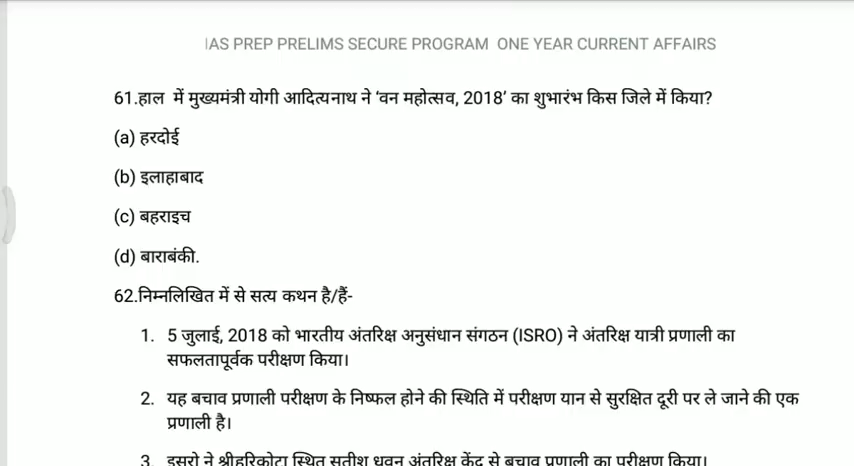 IAS PREP PRELIMS SECURE PROGRAM ONE YEAR CURRENT AFFAIRS
61.हाल में मुख्यमंत्री योगी आदित्यनाथ ने ‘वन महोत्सव, 2018’ का शुभारंभ किस जिले में किया?
(a) हरदोई
(b) इलाहाबाद
(c) बहराइच
(d) बाराबंकी.
62.निम्नलिखित में से सत्य कथन है/हैं-
1. 5 जुलाई, 2018 को भारतीय अंतरिक्ष अनुसंधान संगठन (ISRO) ने अंतरिक्ष यात्री प्रणाली का
सफलतापूर्वक परीक्षण किया।
2. यह बचाव प्रणाली परीक्षण के निष्फल होने की स्थिति में परीक्षण यान से सुरक्षित दूरी पर ले जाने की एक
प्रणाली है।
3. इसरो ने श्रीहरिकोटा स्थित सतीश धवन अंतरिक्ष केंद्र से बचाव प्रणाली का परीक्षण किया।